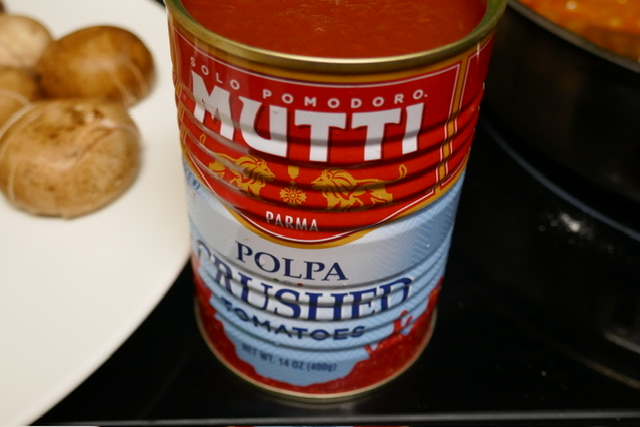 SOLO POMODORO.
MUTTI
PARMA
POLPA
CRUSHED
TOMATOES
NET WT. 14 OZ (400g)